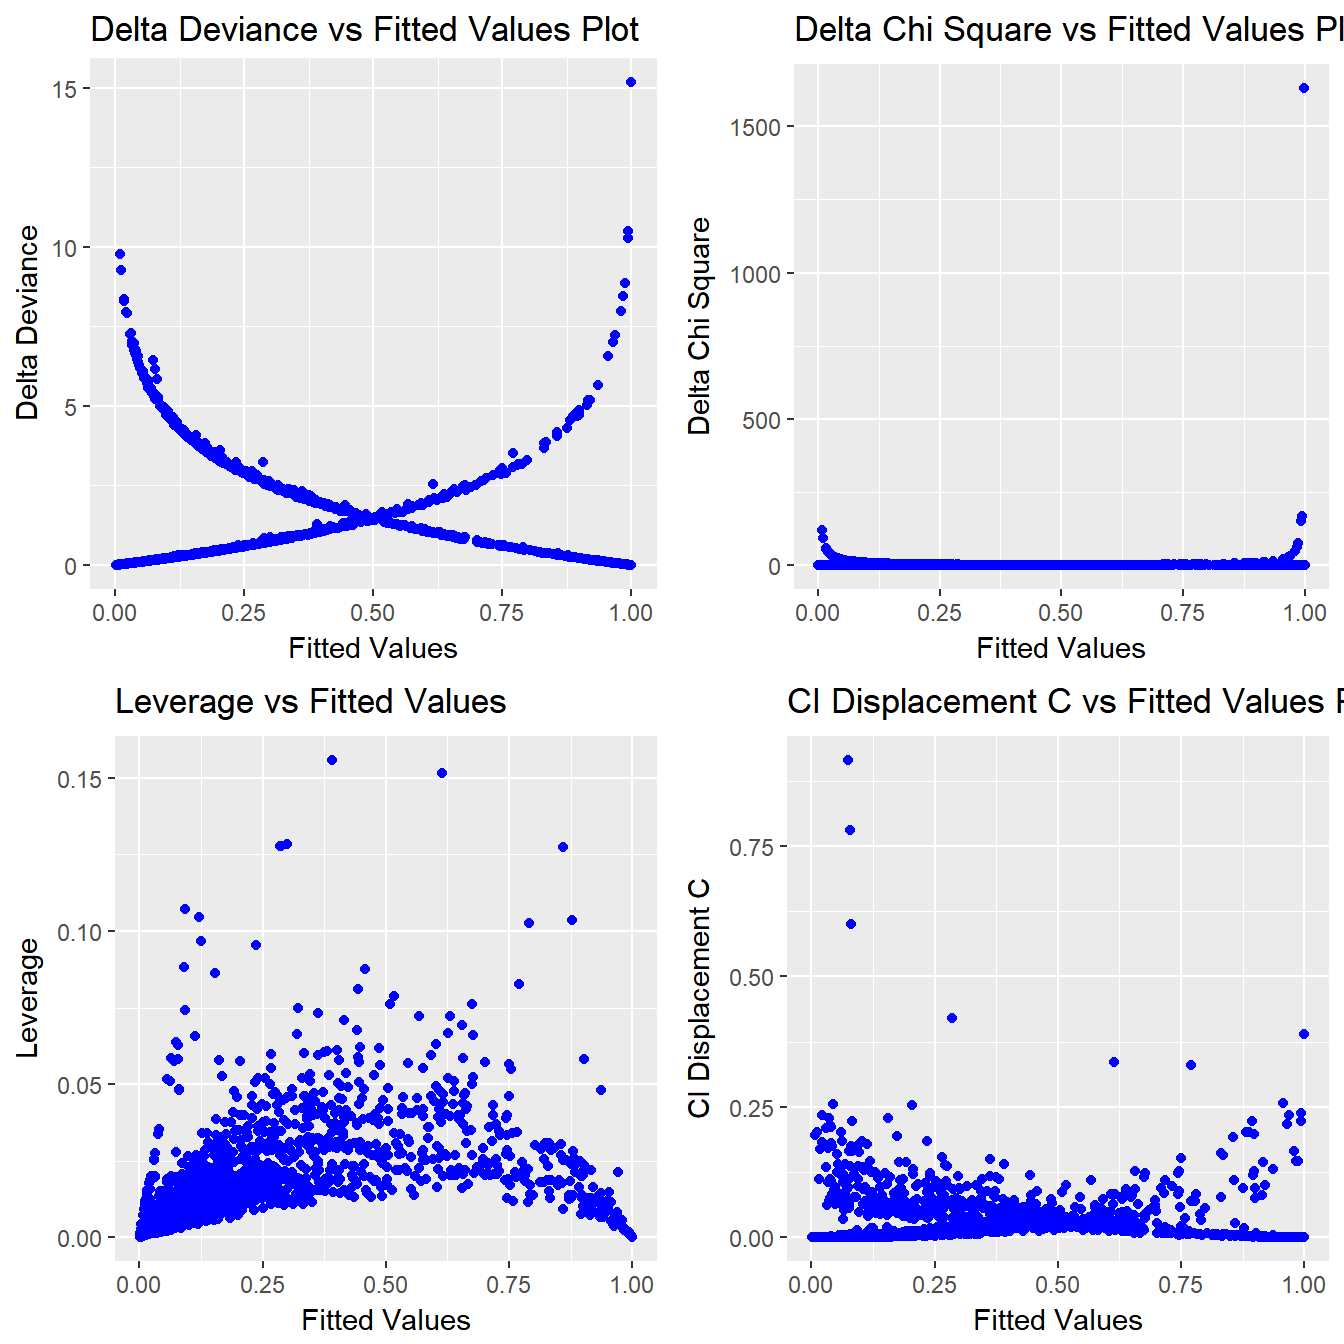 Delta Deviance vs Fitted Values Plot
15
10
5
0
Delta Deviance
0.00 0.25 0.50 0.75 1.00
Fitted Values
Delta Chi Square vs Fitted Values Pl
1500
1000
500
0
Delta Chi Square
0.00 0.25 0.50 0.75 1.00
Fitted Values
Leverage vs Fitted Values
0.15
0.10
0.05
0.00
Leverage
0.00 0.25 0.50 0.75 1.00
Fitted Values
CI Displacement C vs Fitted Values P
0.75
0.50
0.25
0.00
CI Displacement C
0.00 0.25 0.50 0.75 1.00
Fitted Values